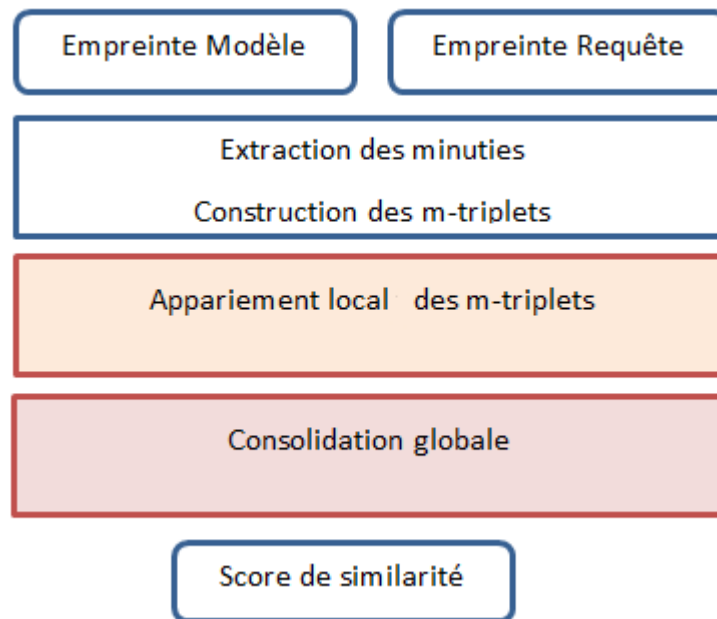 Empreinte Modèle
Empreinte Requête
Extraction des minuties
Construction des m-triplets
Appariement local des m-triplets
Consolidation globale
Score de similarité